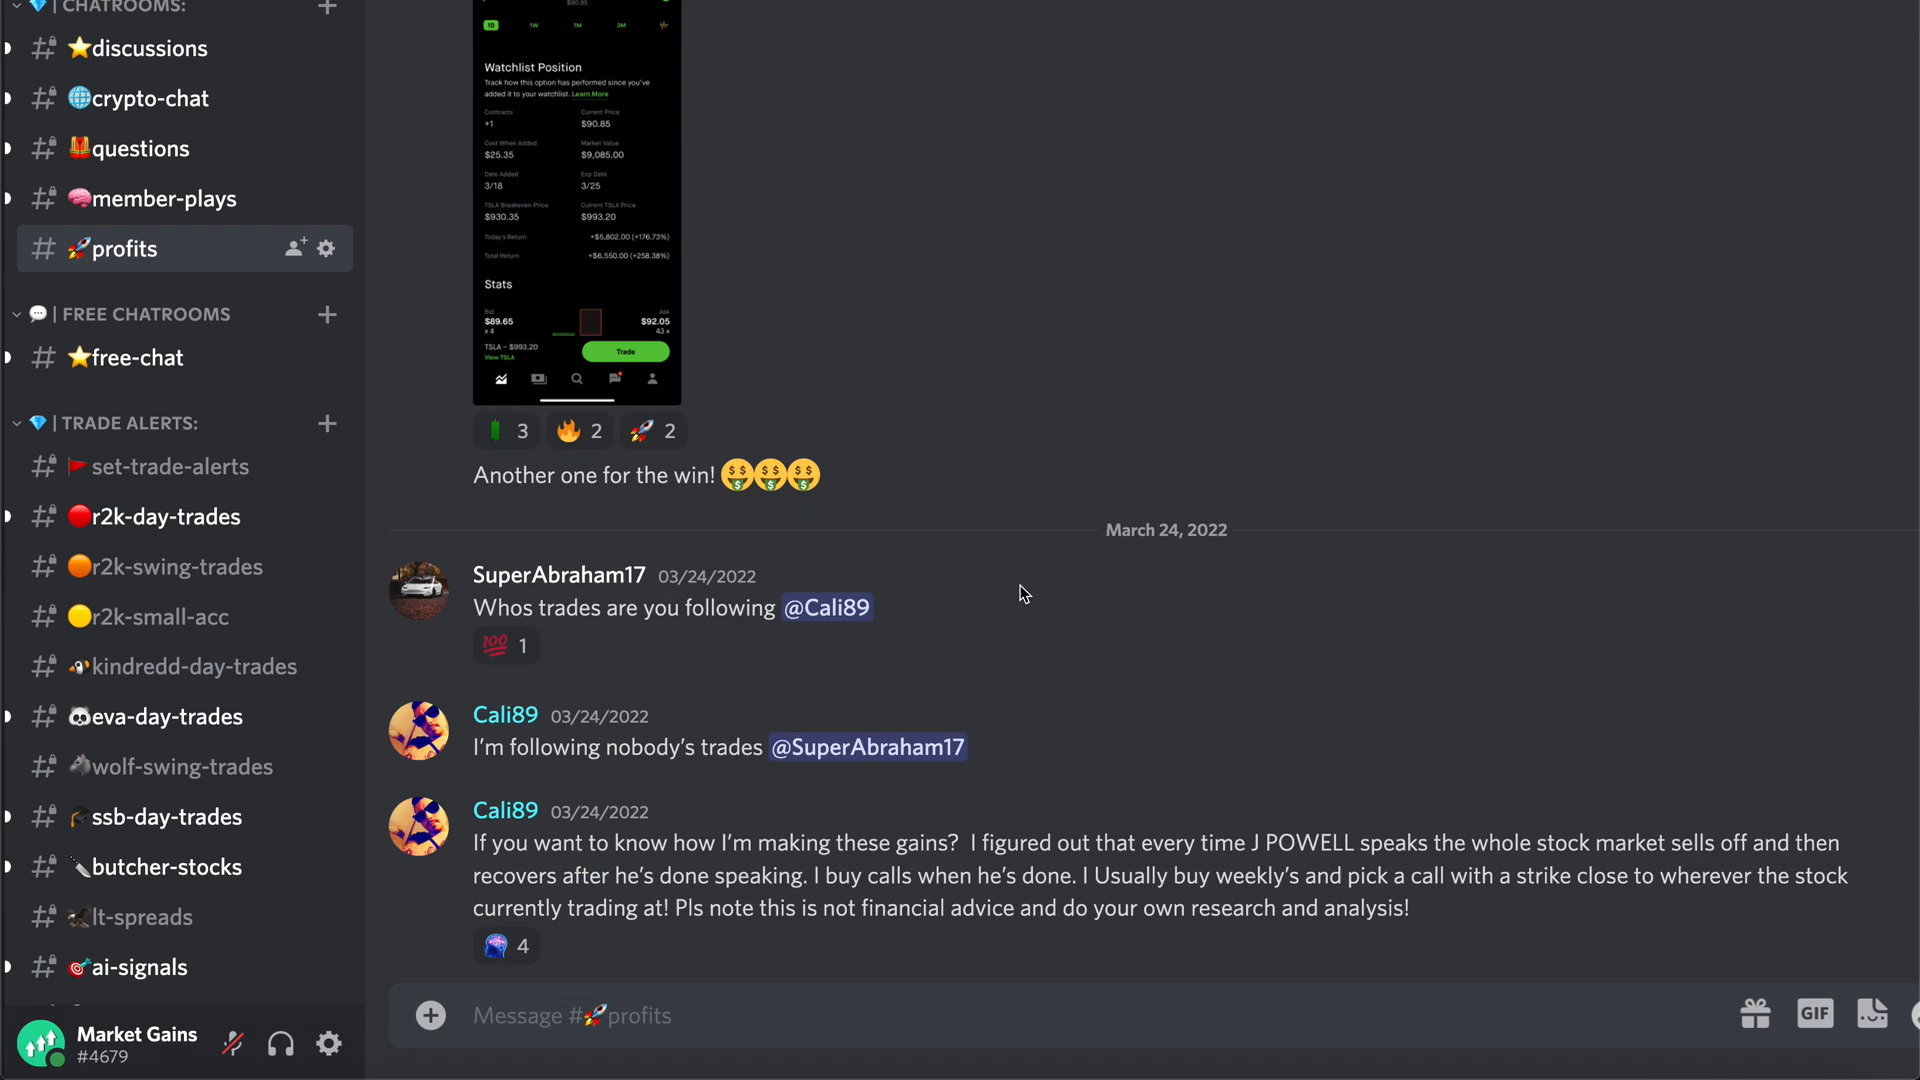 | CHATROOMS:
discussions
crypto-chat
questions
member-plays
profits
| FREE CHATROOMS
free-chat
| TRADE ALERTS:
set-trade-alerts
r2k-day-trades
r2k-swing-trades
r2k-small-acc
kindredd-day-trades
eva-day-trades
wolf-swing-trades
ssb-day-trades
butcher-stocks
lt-spreads
ai-signals
Market Gains
#4679
$90.85
1D 1W 1M 3M
Watchlist Position
Track how this option has performed since you've
added it to your watchlist. Learn More
Contracts Current Price
+1 $90.85
Cost When Added Market Value
$25.35 $9,085.00
Date Added Exp Date
3/18 3/25
TSLA Breakeven Price Current TSLA Price
$930.35 $993.20
Today's Return +$5,802.00 (+176.73%)
Total Return +$6,550.00 (+258.38%)
Stats
Bid Ask
$89.65 $92.05
x 4 43 x
TSLA – $993.20
View TSLA
Trade
3 2 2
Another one for the win!
March 24, 2022
SuperAbraham17 03/24/2022
Whos trades are you following @Cali89
100 1
Cali89 03/24/2022
I'm following nobody's trades @SuperAbraham17
Cali89 03/24/2022
If you want to know how I'm making these gains? I figured out that every time J POWELL speaks the whole stock market sells off and then
recovers after he's done speaking. I buy calls when he's done. I Usually buy weekly's and pick a call with a strike close to wherever the stock
currently trading at! Pls note this is not financial advice and do your own research and analysis!
4
Message #profits
GIF